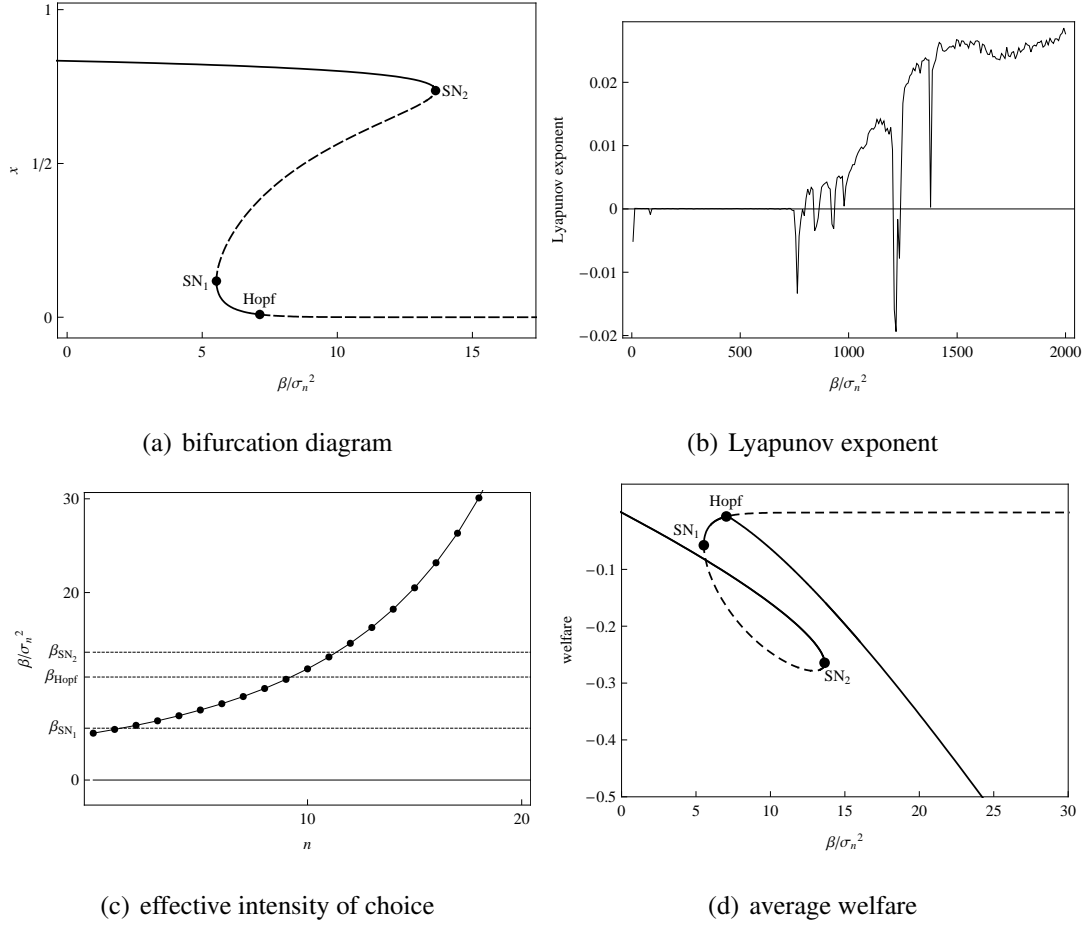 1
1/2
0
x
SN2
SN1
Hopf
0 5 10 15
β/σn²
(a) bifurcation diagram
0.02
0.01
0
−0.01
−0.02
Lyapunov exponent
0 500 1000 1500 2000
β/σn²
(b) Lyapunov exponent
30
20
0
β/σn²
βSN2
βHopf
βSN1
10 20
n
(c) effective intensity of choice
Hopf
SN1
SN2
−0.1
−0.2
−0.3
−0.4
−0.5
welfare
0 5 10 15 20 25 30
β/σn²
(d) average welfare